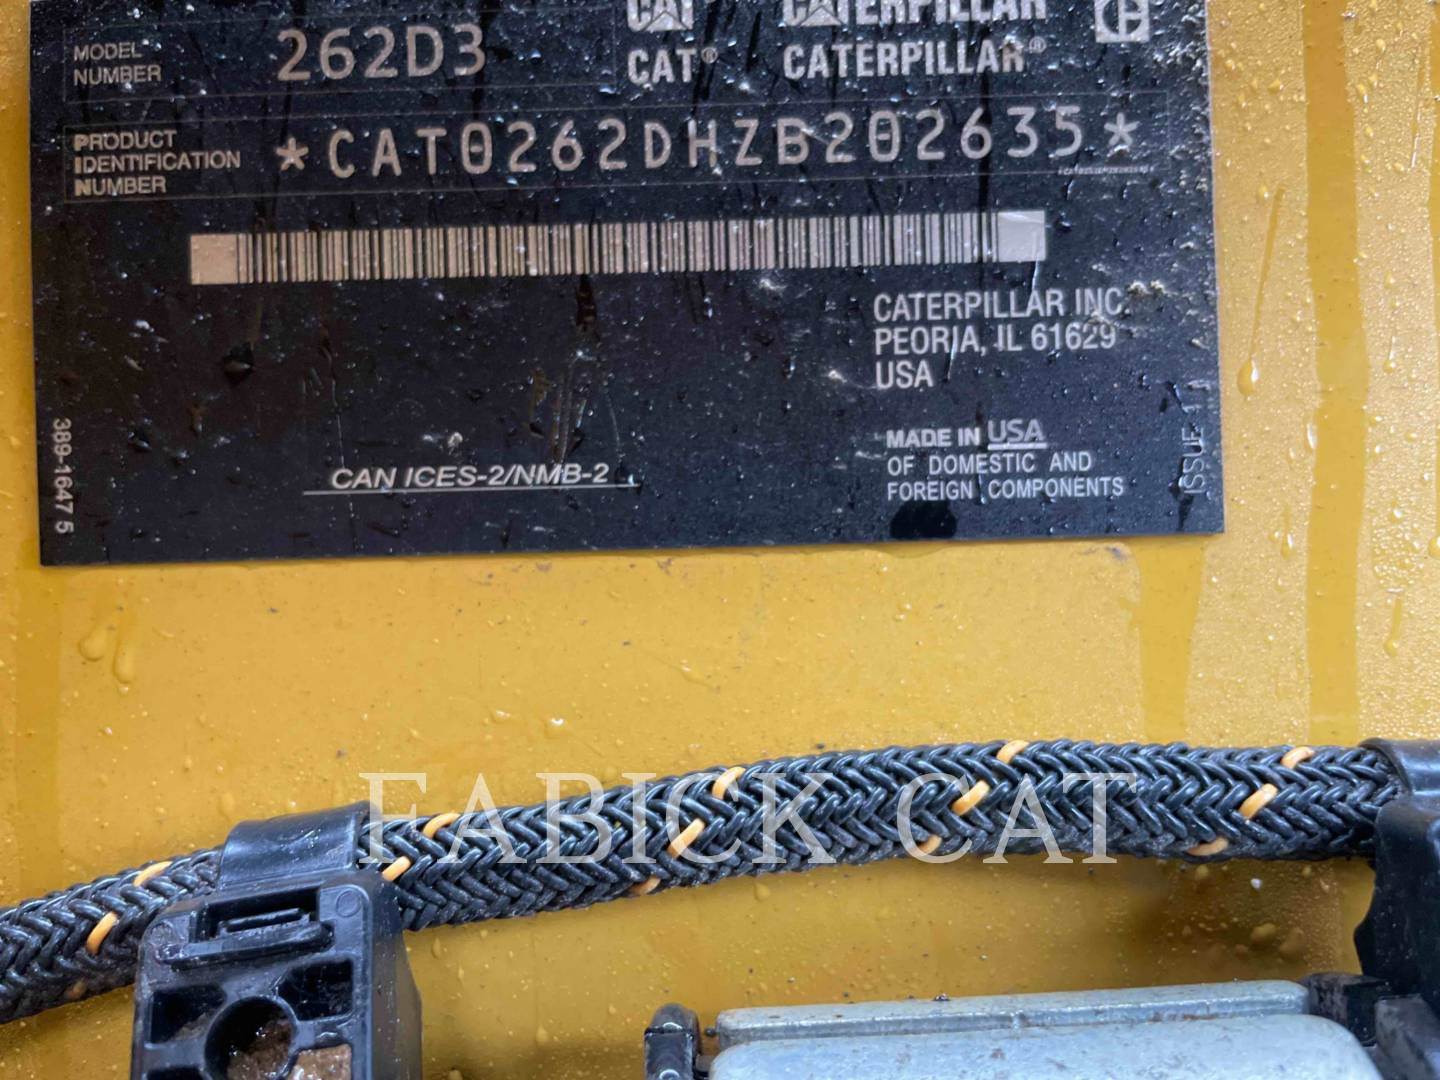 CAT CATERPILLAR
MODEL NUMBER 262D3 CAT® CATERPILLAR®
PRODUCT IDENTIFICATION NUMBER *CAT0262DHZB202635*
CATERPILLAR INC.
PEORIA, IL 61629
USA
389-1647 5
CAN ICES-2/NMB-2
MADE IN USA
OF DOMESTIC AND
FOREIGN COMPONENTS
ISSUE 1
FABICK CAT